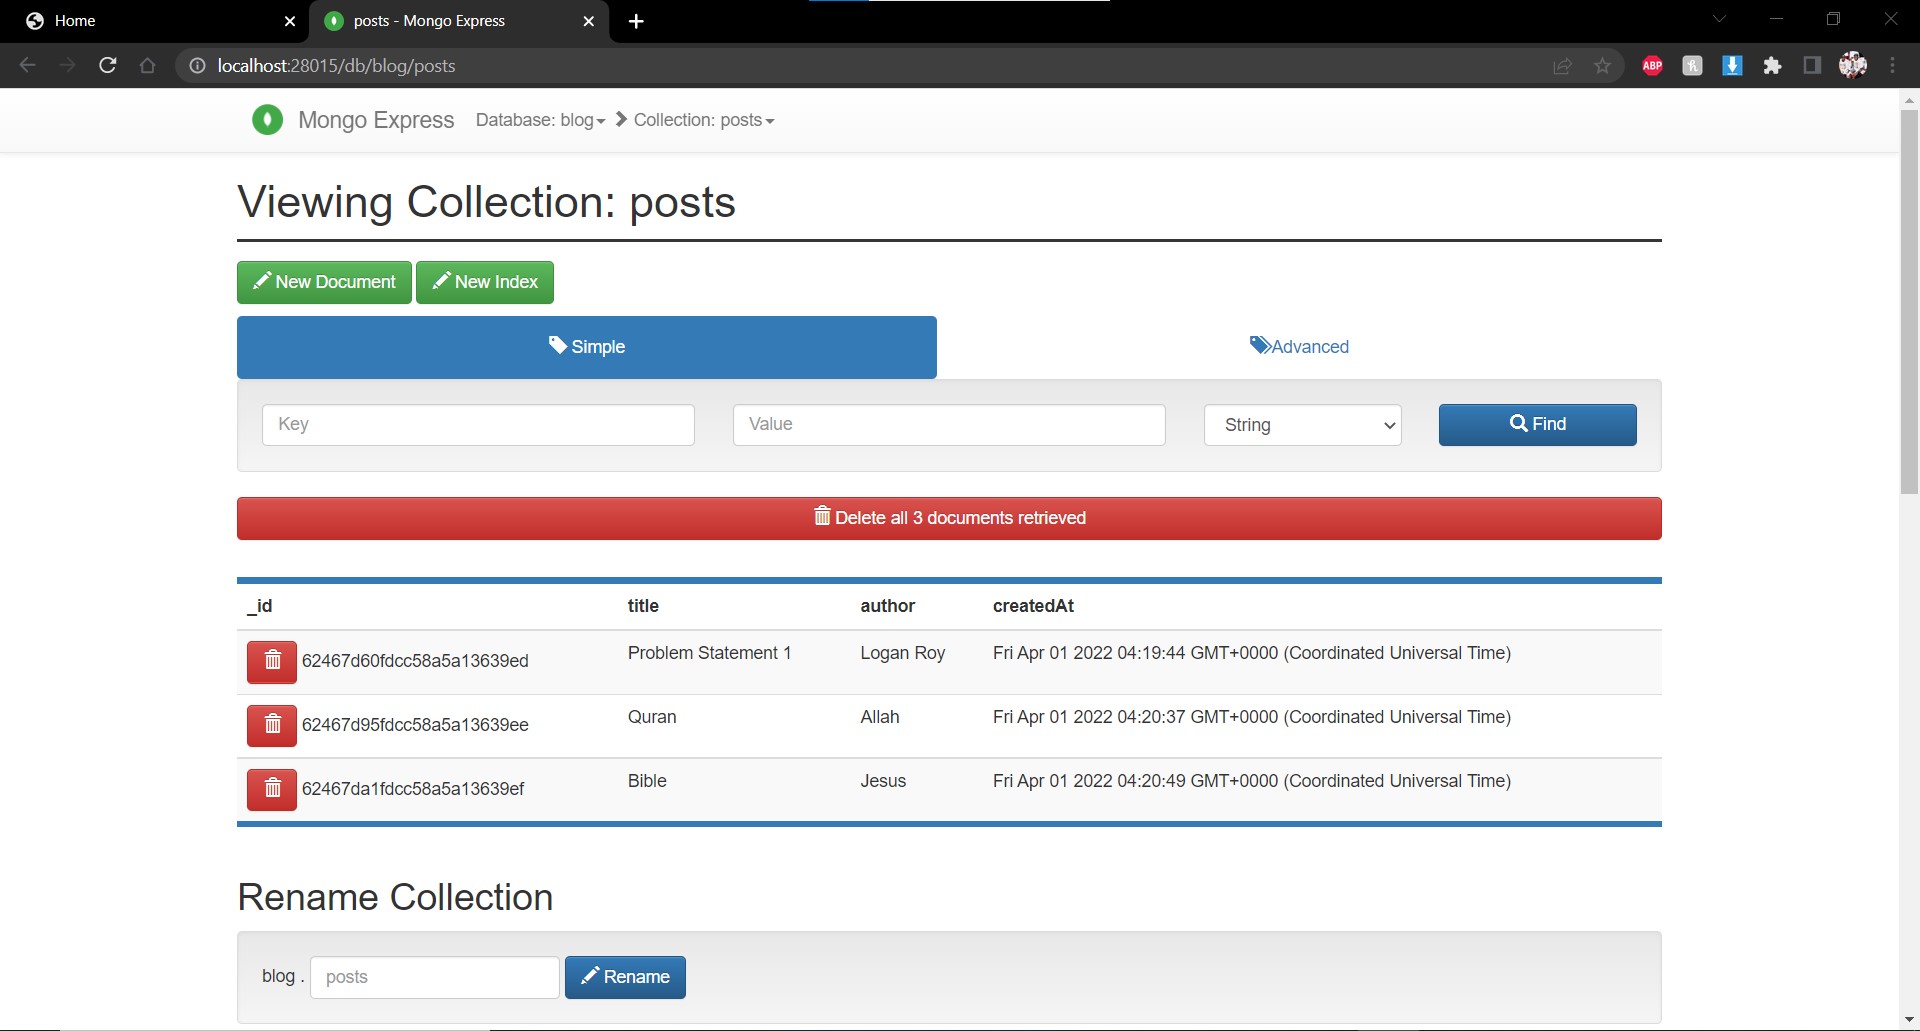 Home
posts - Mongo Express
localhost:28015/db/blog/posts
ABP
Mongo Express Database: blog Collection: posts
Viewing Collection: posts
New Document New Index
Simple Advanced
Key Value String Find
Delete all 3 documents retrieved
_id title author createdAt
62467d60fdcc58a5a13639ed Problem Statement 1 Logan Roy Fri Apr 01 2022 04:19:44 GMT+0000 (Coordinated Universal Time)
62467d95fdcc58a5a13639ee Quran Allah Fri Apr 01 2022 04:20:37 GMT+0000 (Coordinated Universal Time)
62467da1fdcc58a5a13639ef Bible Jesus Fri Apr 01 2022 04:20:49 GMT+0000 (Coordinated Universal Time)
Rename Collection
blog . posts Rename